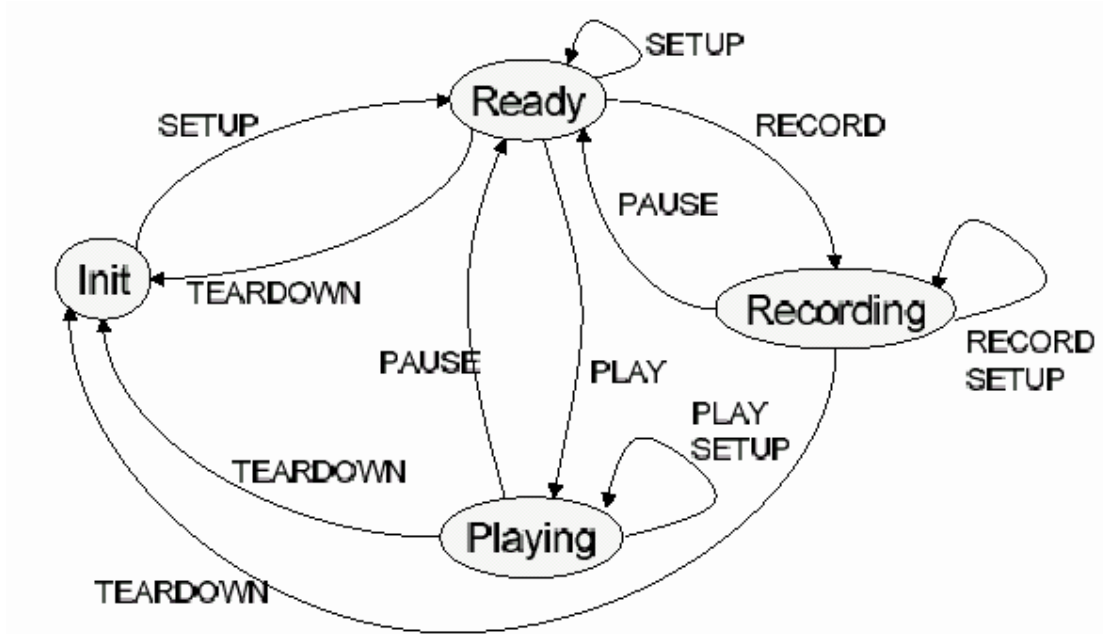 SETUP
Ready
SETUP
RECORD
PAUSE
Init
TEARDOWN
Recording
RECORD
SETUP
PAUSE
PLAY
PLAY
SETUP
TEARDOWN
Playing
TEARDOWN